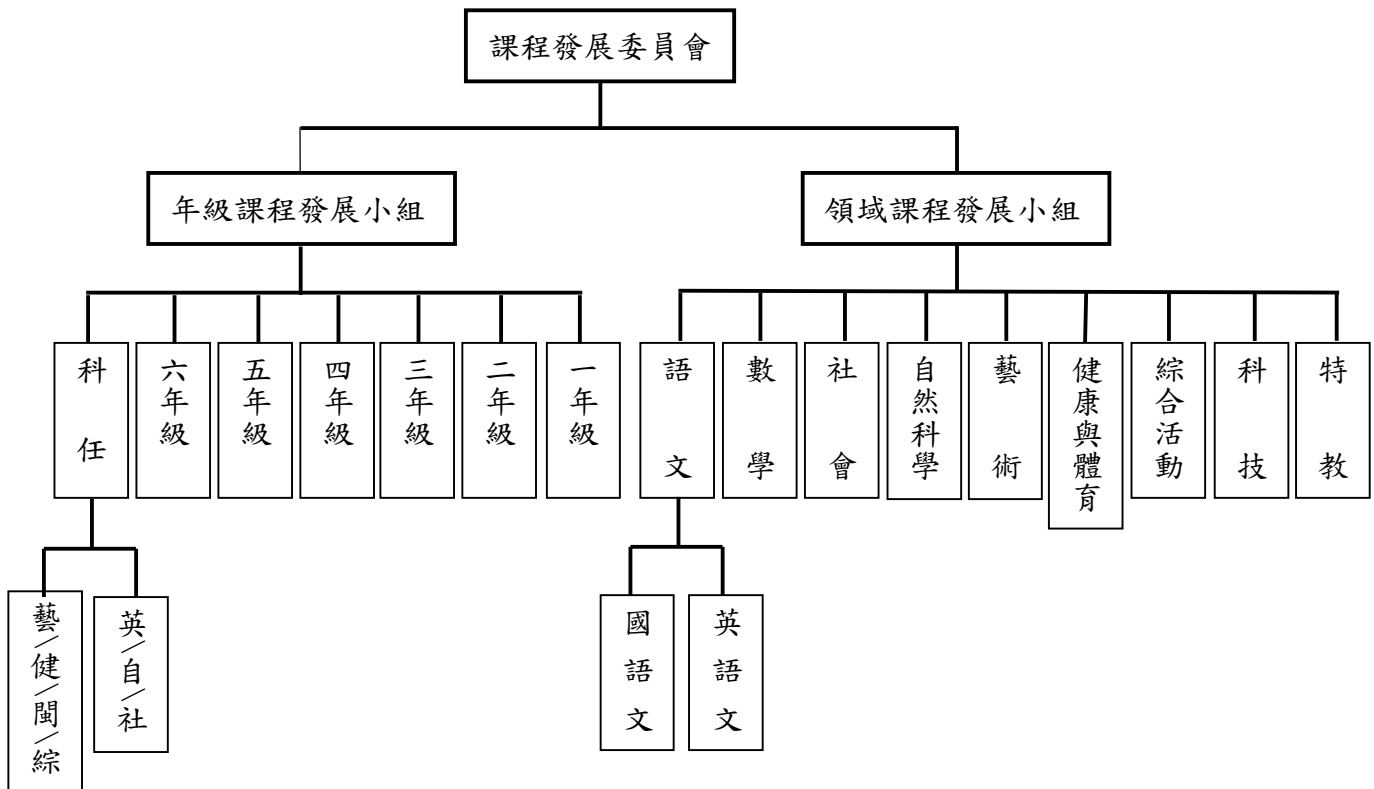 課程發展委員會
年級課程發展小組
領域課程發展小組
科任
六年級
五年級
四年級
三年級
二年級
一年級
語文
數學
社會
自然科學
藝術
健康與體育
綜合活動
科技
特教
藝/健/閩/綜
英/自/社
國語文
英語文